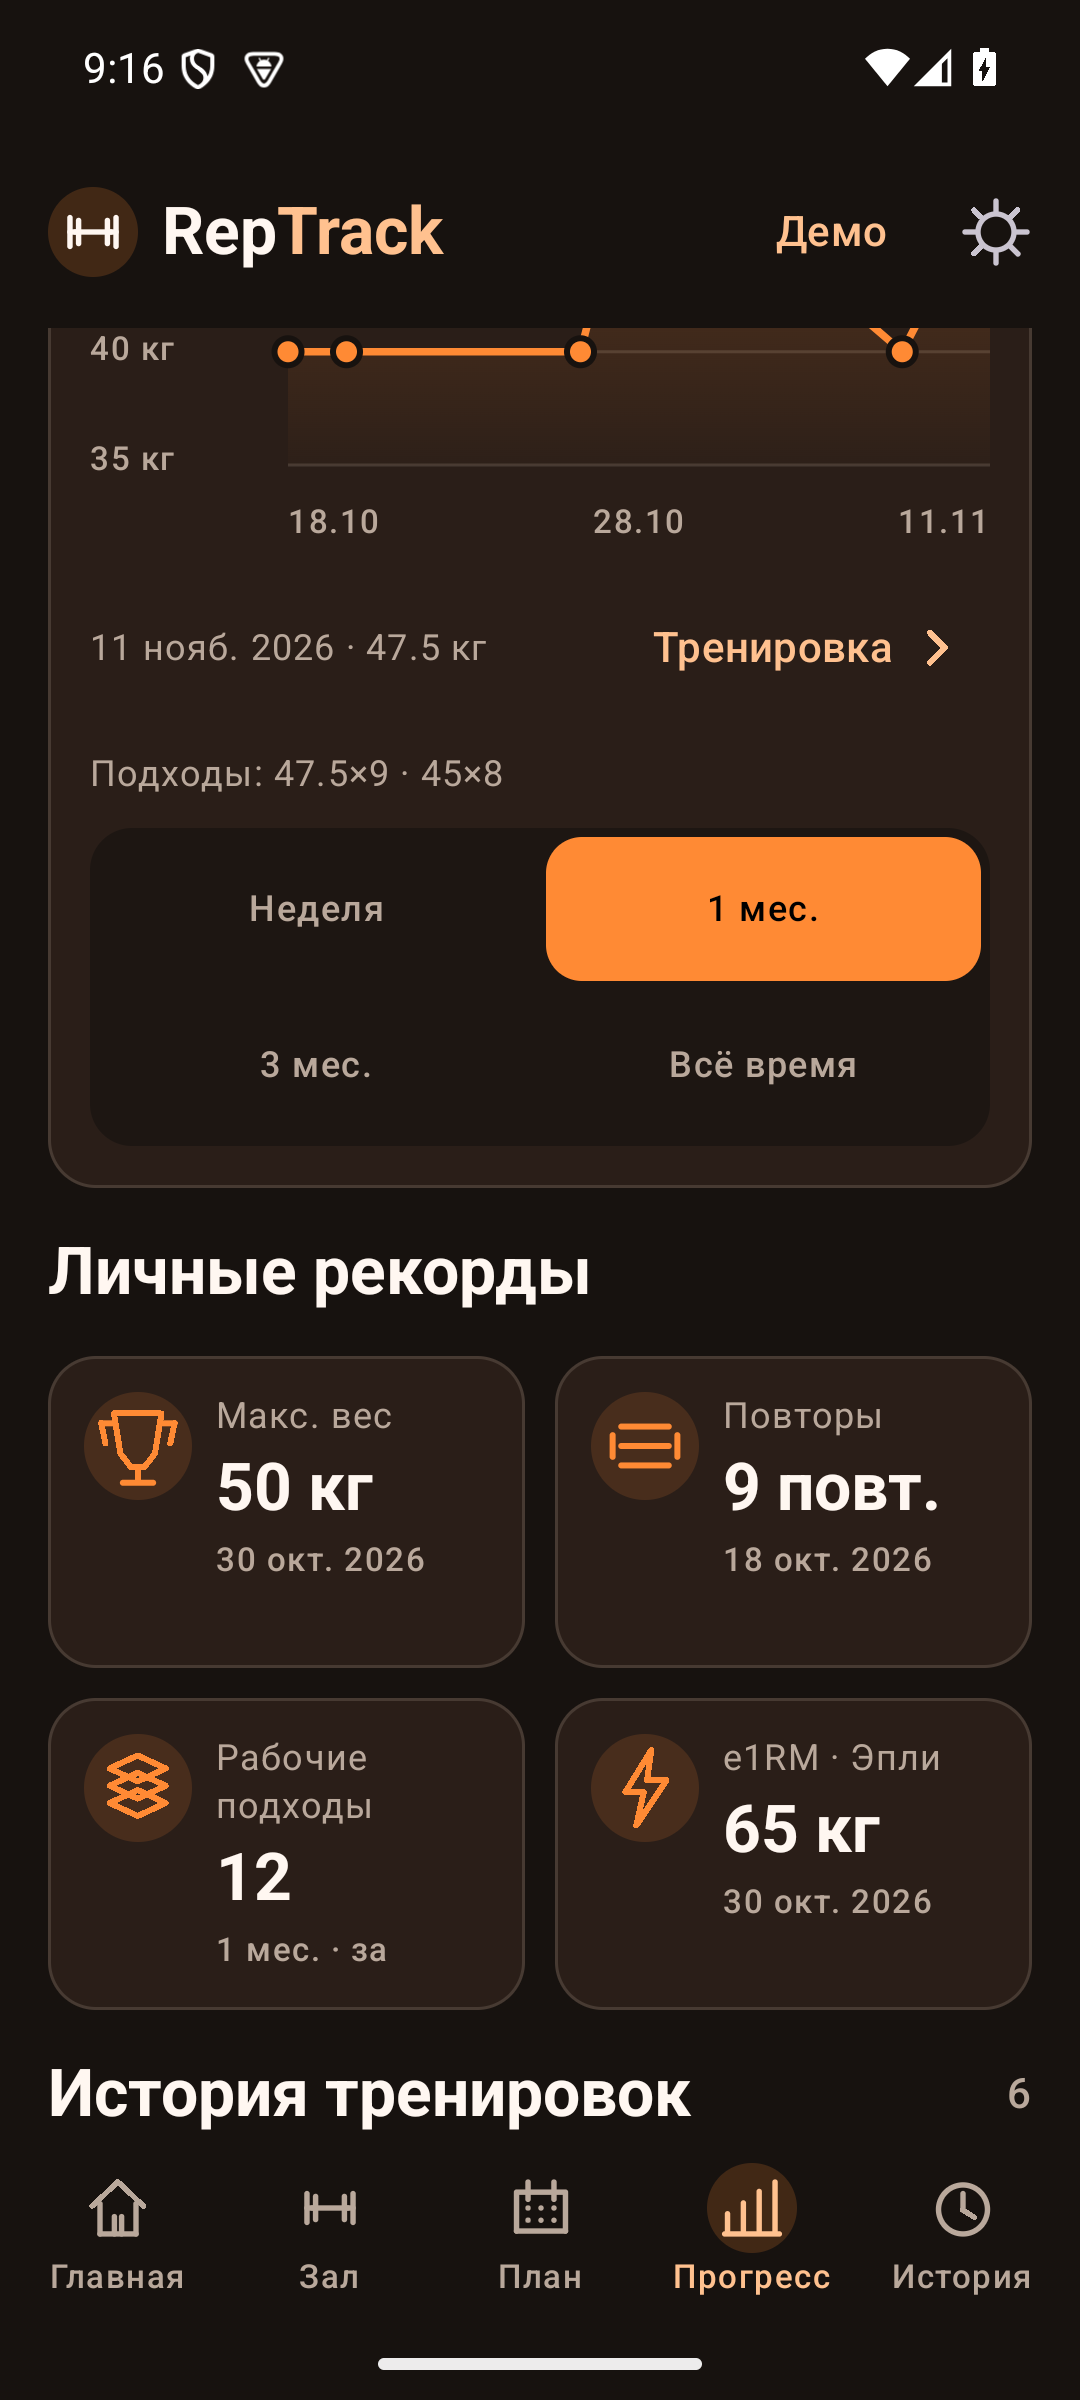 9:16
RepTrack
Демо
40 кг
35 кг
18.10 28.10 11.11
11 нояб. 2026 · 47.5 кг
Тренировка
Подходы: 47.5×9 · 45×8
Неделя
1 мес.
3 мес.
Всё время
Личные рекорды
Макс. вес
50 кг
30 окт. 2026
Повторы
9 повт.
18 окт. 2026
Рабочие
подходы
12
1 мес. · за
e1RM · Эпли
65 кг
30 окт. 2026
История тренировок
6
Главная
Зал
План
Прогресс
История